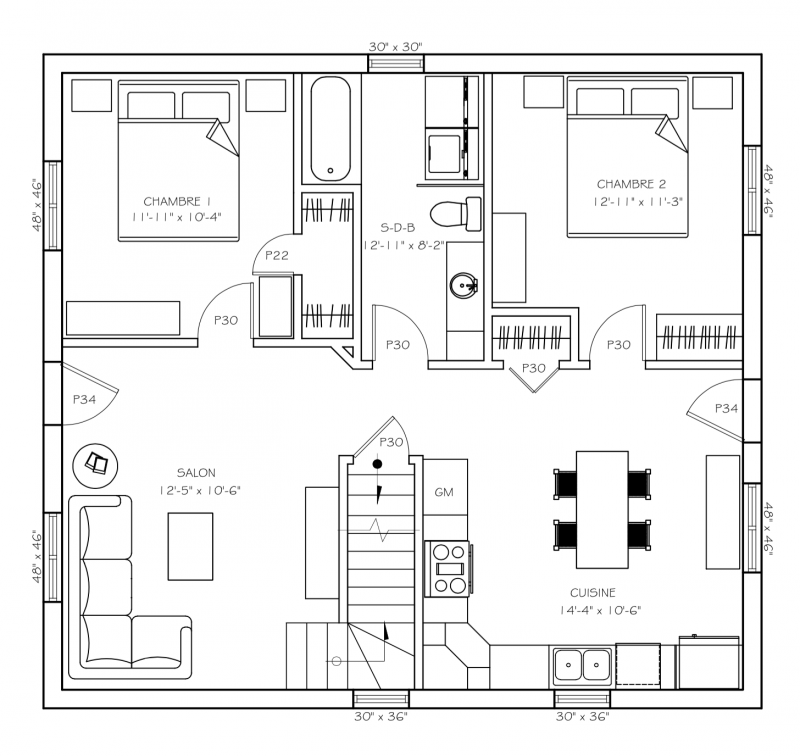 30" x 30"
48" x 46"
CHAMBRE 1
11'-11" x 10'-4"
CHAMBRE 2
12'-11" x 11'-3"
48" x 46"
S-D-B
12'-11" x 8'-2"
P22
P30
P30
P30
P30
P34
P34
P30
SALON
12'-5" x 10'-6"
GM
48" x 46"
48" x 46"
CUISINE
14'-4" x 10'-6"
30" x 36"
30" x 36"